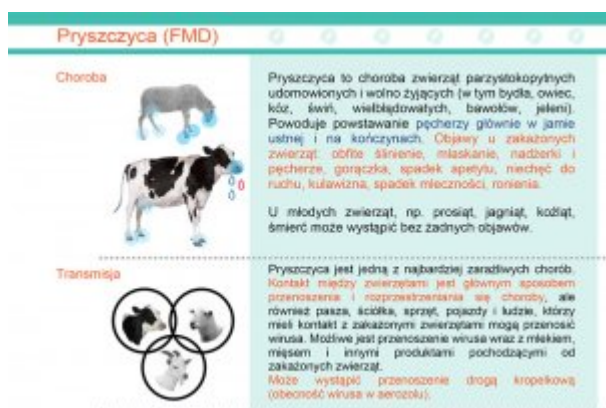 Pryszczyca (FMD)
Choroba
Pryszczyca to choroba zwierząt parzystokopytnych
udomowionych i wolno żyjących (w tym bydła, owiec,
kóz, świń, wielbłądowatych, bawołów, jeleni).
Powoduje powstawanie pęcherzy głównie w jamie
ustnej i na kończynach. Objawy u zakażonych
zwierząt: obfite ślinienie, mlaskanie, nadżerki i
pęcherze, gorączka, spadek apetytu, niechęć do
ruchu, kulawizna, spadek mleczności, ronienia.
U młodych zwierząt, np. prosiąt, jagniąt, koźląt,
śmierć może wystąpić bez żadnych objawów.
Transmisja
Pryszczyca jest jedną z najbardziej zaraźliwych chorób.
Kontakt między zwierzętami jest głównym sposobem
przenoszenia i rozprzestrzeniania się choroby, ale
również pasza, ściółka, sprzęt, pojazdy i ludzie, którzy
mieli kontakt z zakażonymi zwierzętami mogą przenosić
wirusa. Możliwe jest przenoszenie wirusa wraz z mlekiem,
mięsem i innymi produktami pochodzącymi od
zakażonych zwierząt.
Może wystąpić przenoszenie drogą kropelkową
(obecność wirusa w aerozolu).